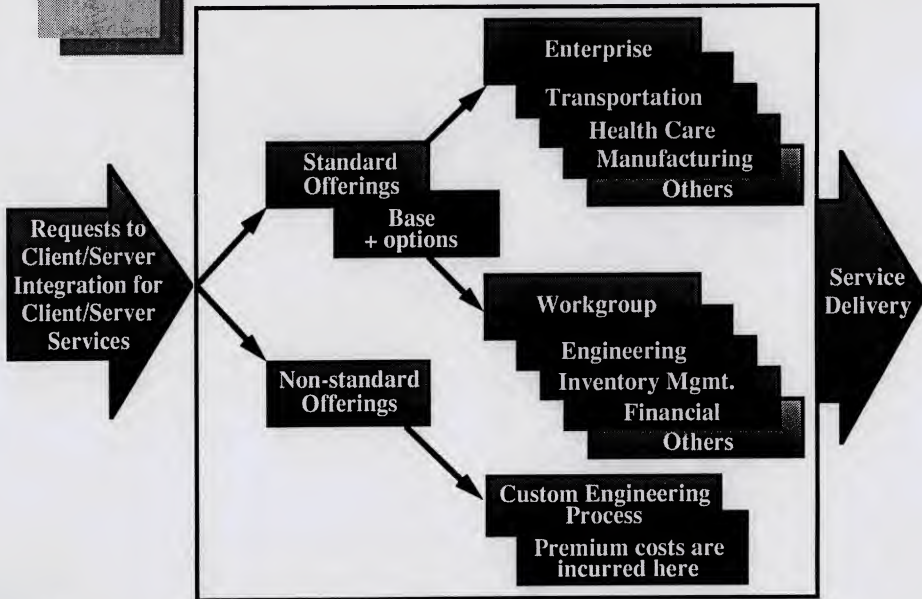 Requests to
Client/Server
Integration for
Client/Server
Services
Standard
Offerings
Base
+ options
Non-standard
Offerings
Enterprise
Transportation
Health Care
Manufacturing
Others
Workgroup
Engineering
Inventory Mgmt.
Financial
Others
Custom Engineering
Process
Premium costs are
incurred here
Service
Delivery